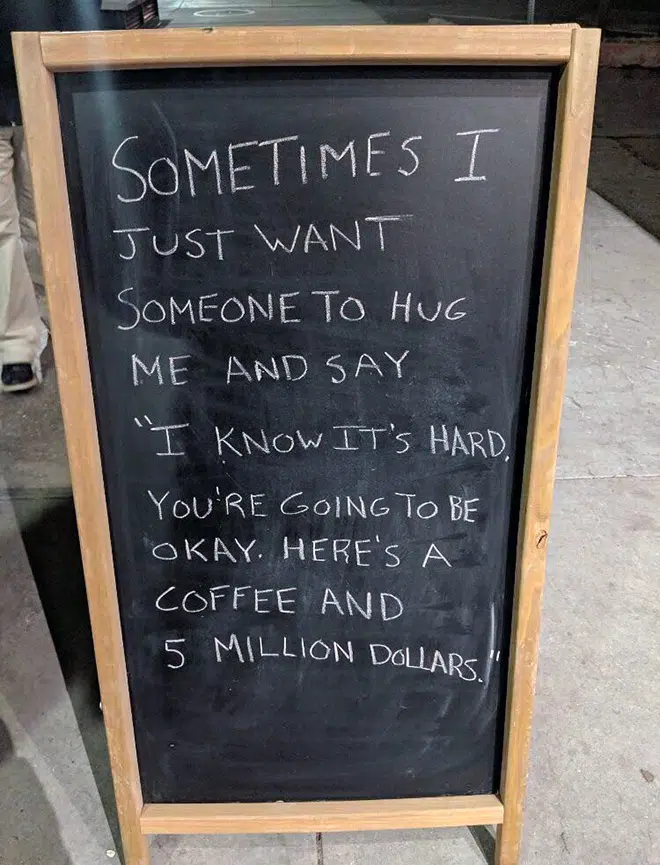 SOMETIMES I
JUST WANT
SOMEONE TO HUG
ME AND SAY
"I KNOW IT'S HARD.
YOU'RE GOING TO BE
OKAY. HERE'S A
COFFEE AND
5 MILLION DOLLARS."